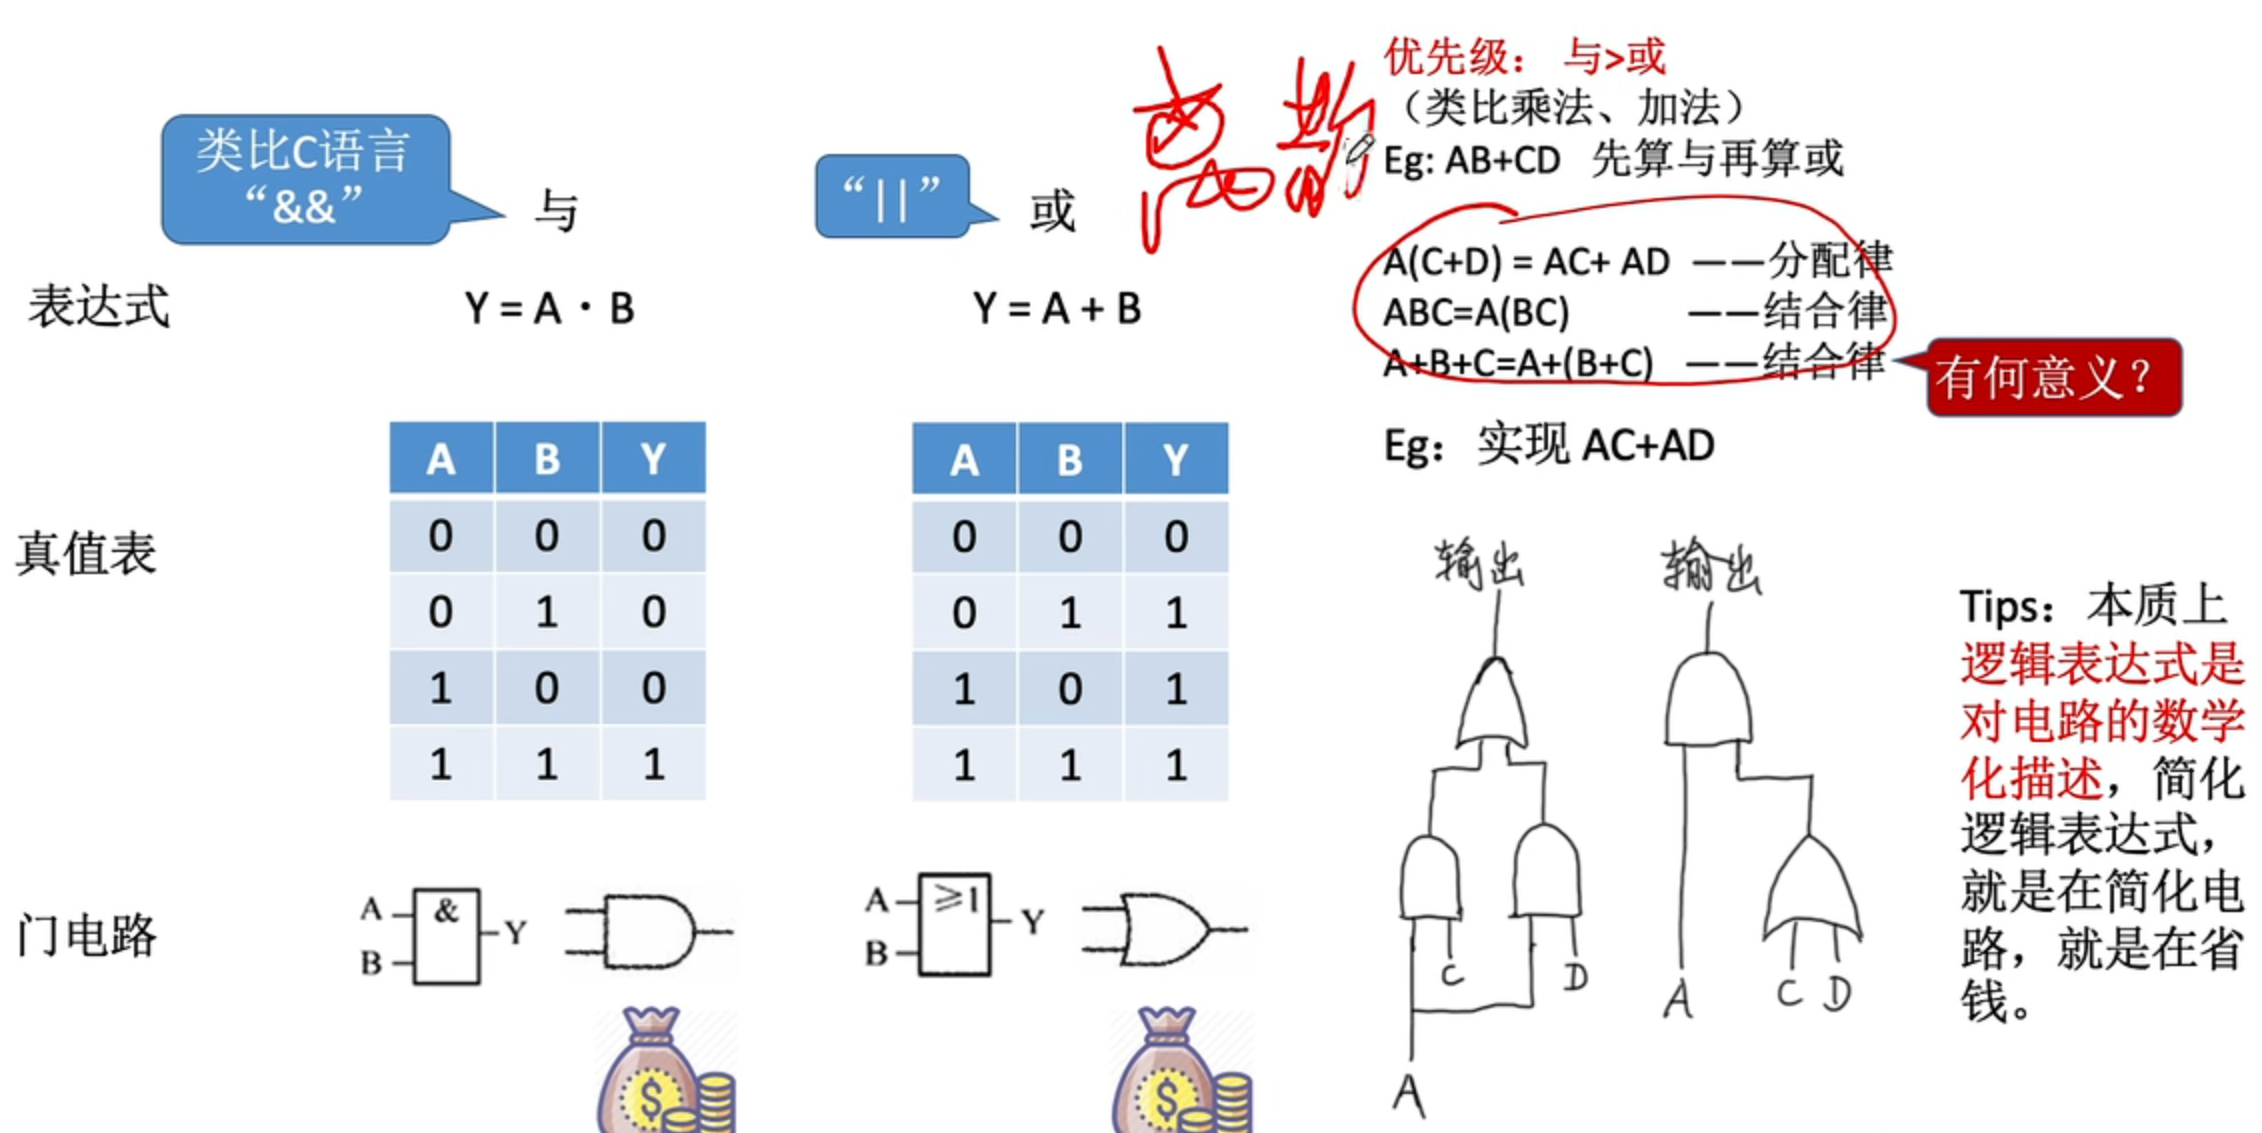 类比C语言
“&&”
与
“||”
或
离散
优先级： 与>或
（类比乘法、加法）
Eg: AB+CD 先算与再算或
A(C+D) = AC+ AD ——分配律
ABC=A(BC) ——结合律
A+B+C=A+(B+C) ——结合律
有何意义？
Eg：实现 AC+AD
表达式
Y = A · B
Y = A + B
真值表
A B Y
0 0 0
0 1 0
1 0 0
1 1 1
A B Y
0 0 0
0 1 1
1 0 1
1 1 1
门电路
A
B
&
Y
A
B
≥1
Y
$
$
输出
C
D
A
输出
A
C
D
Tips：本质上
逻辑表达式是
对电路的数学
化描述，简化
逻辑表达式，
就是在简化电
路，就是在省
钱。